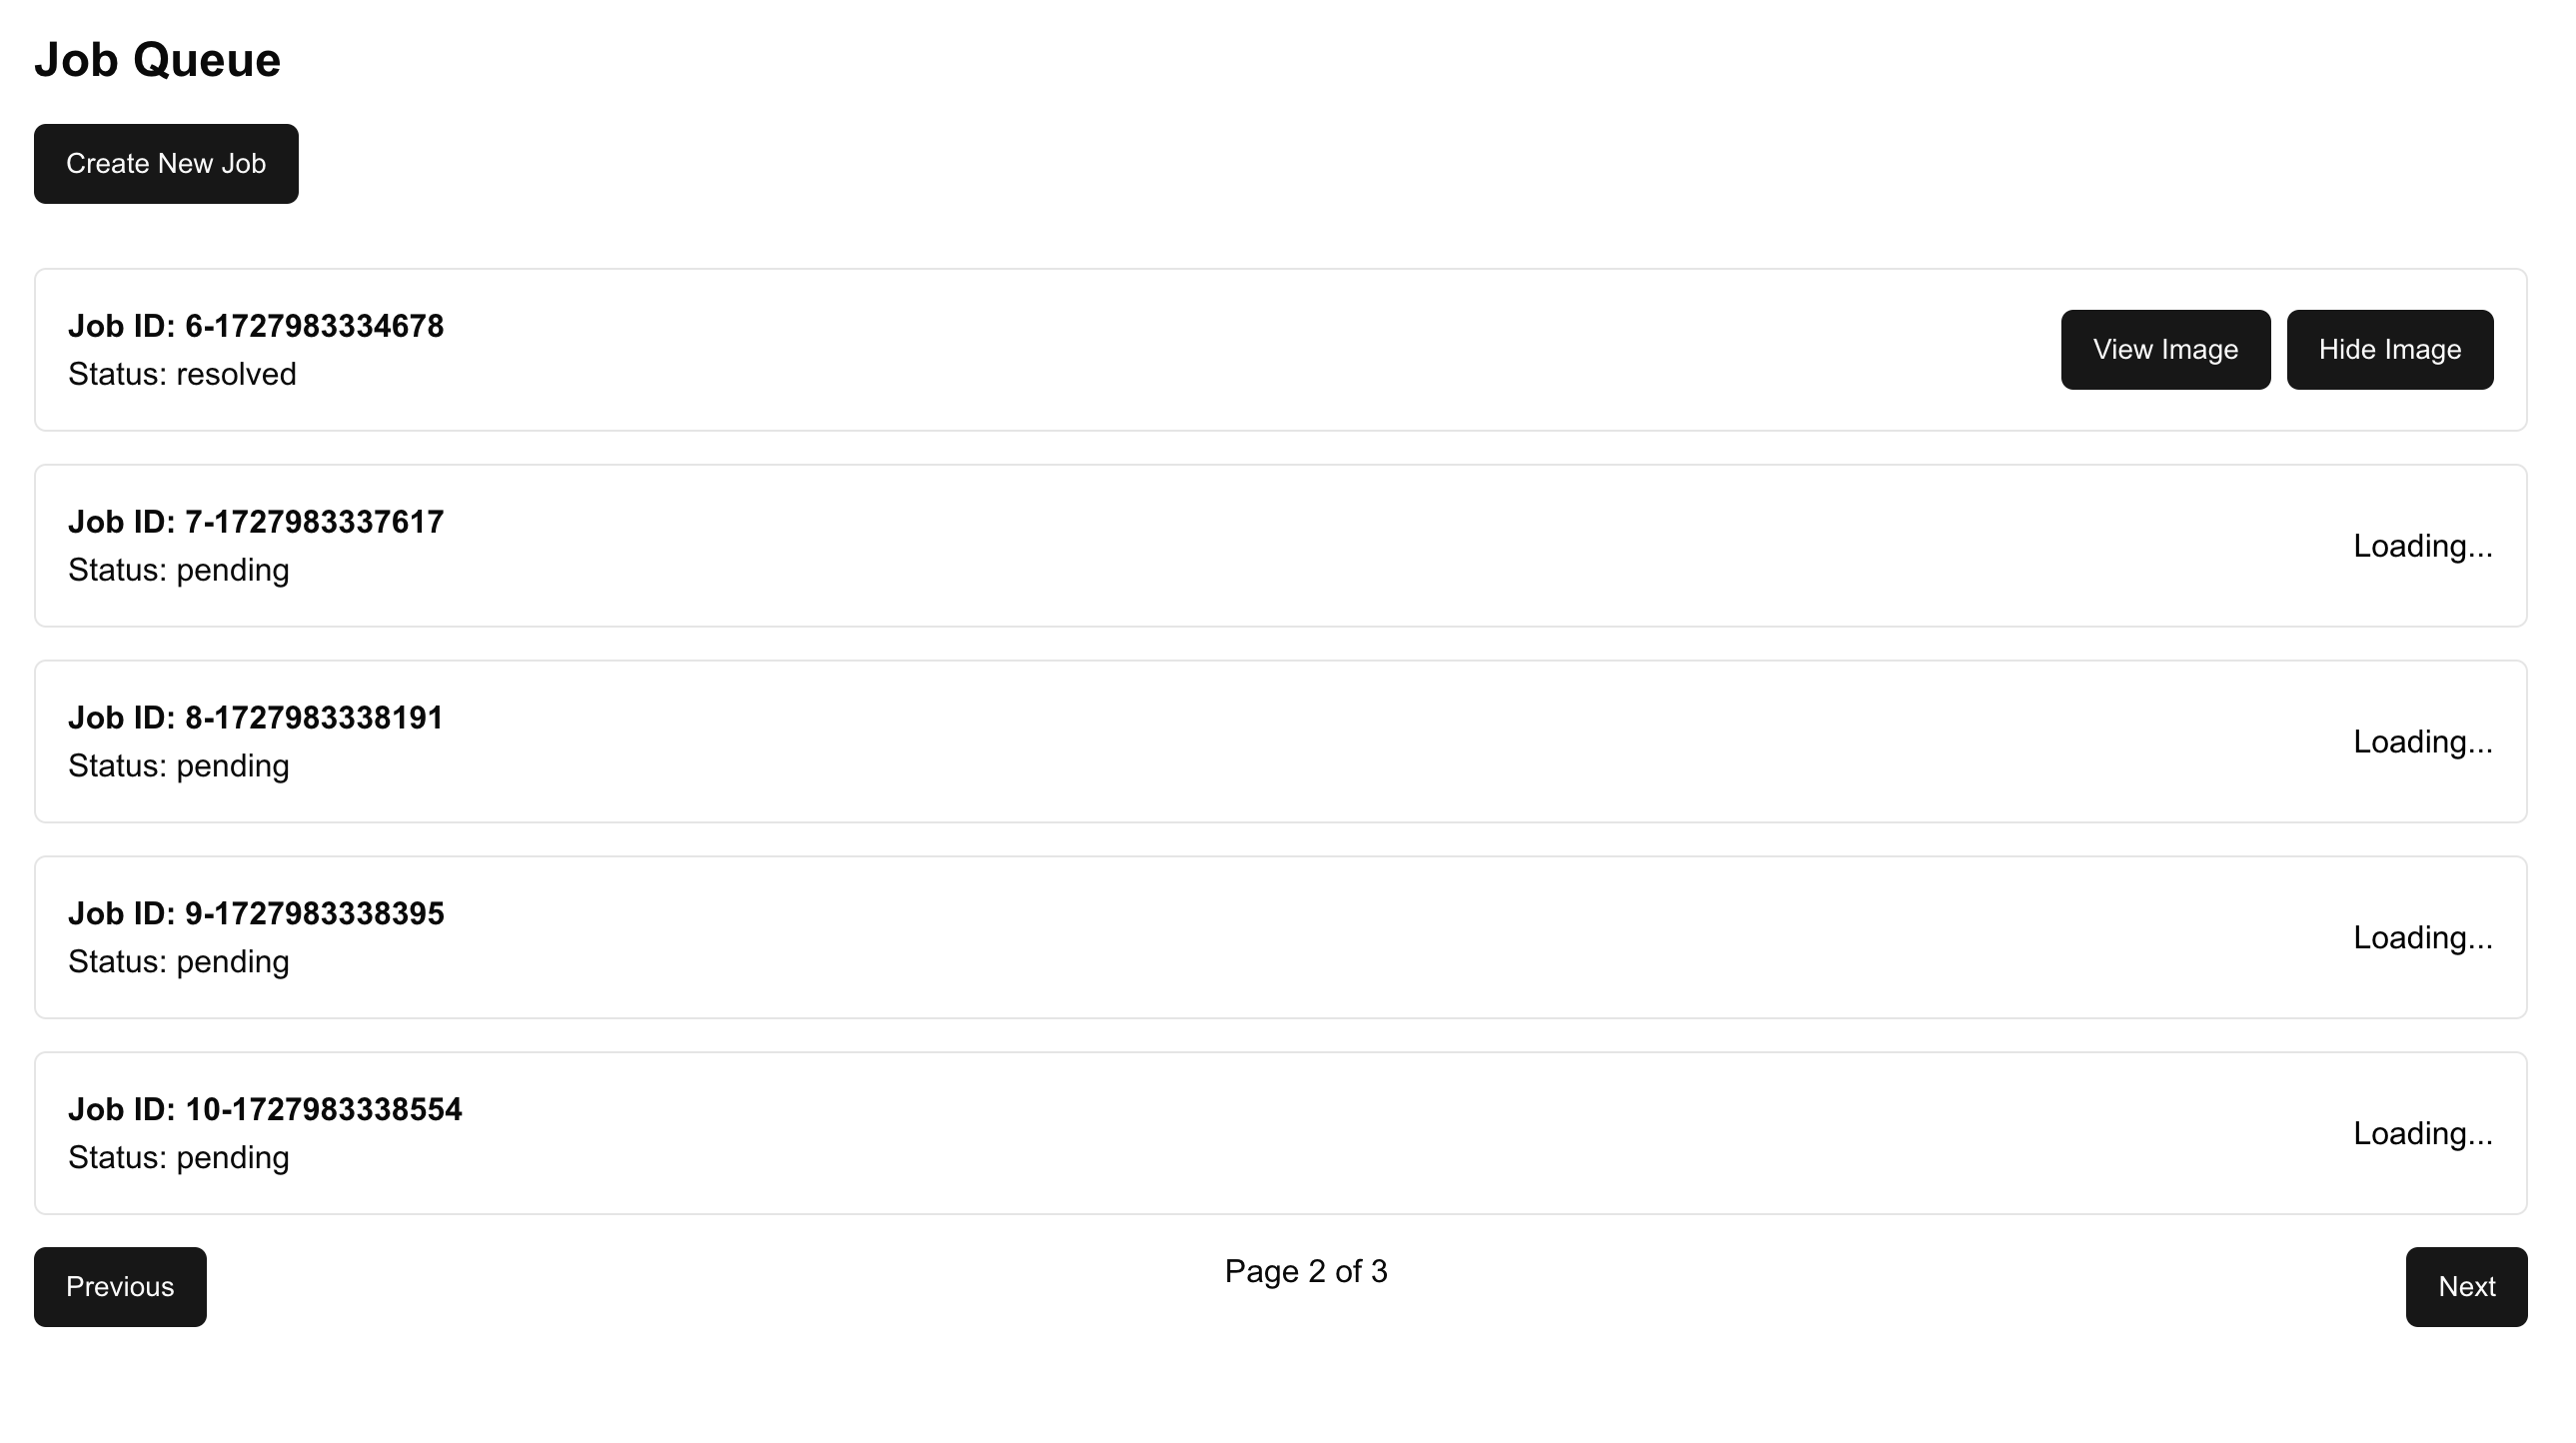 Job Queue
Create New Job
Job ID: 6-1727983334678
Status: resolved
View Image
Hide Image
Job ID: 7-1727983337617
Status: pending
Loading...
Job ID: 8-1727983338191
Status: pending
Loading...
Job ID: 9-1727983338395
Status: pending
Loading...
Job ID: 10-1727983338554
Status: pending
Loading...
Previous
Page 2 of 3
Next